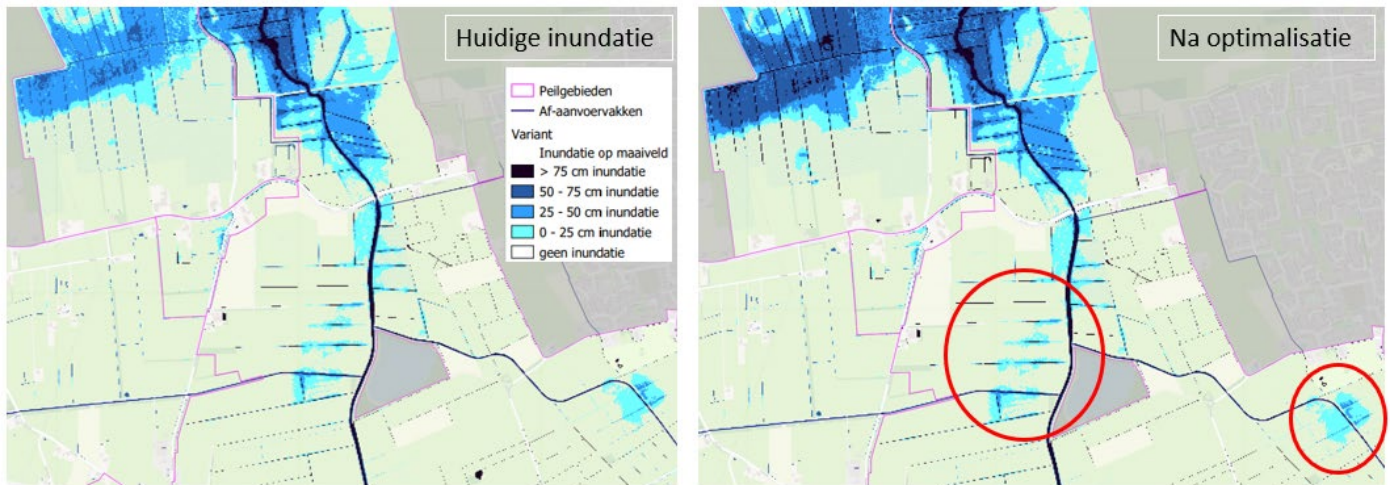 Huidige inundatie
Peilgebieden
Af-aanvoervakken
Variant
Inundatie op maaiveld
> 75 cm inundatie
50 - 75 cm inundatie
25 - 50 cm inundatie
0 - 25 cm inundatie
geen inundatie
Na optimalisatie